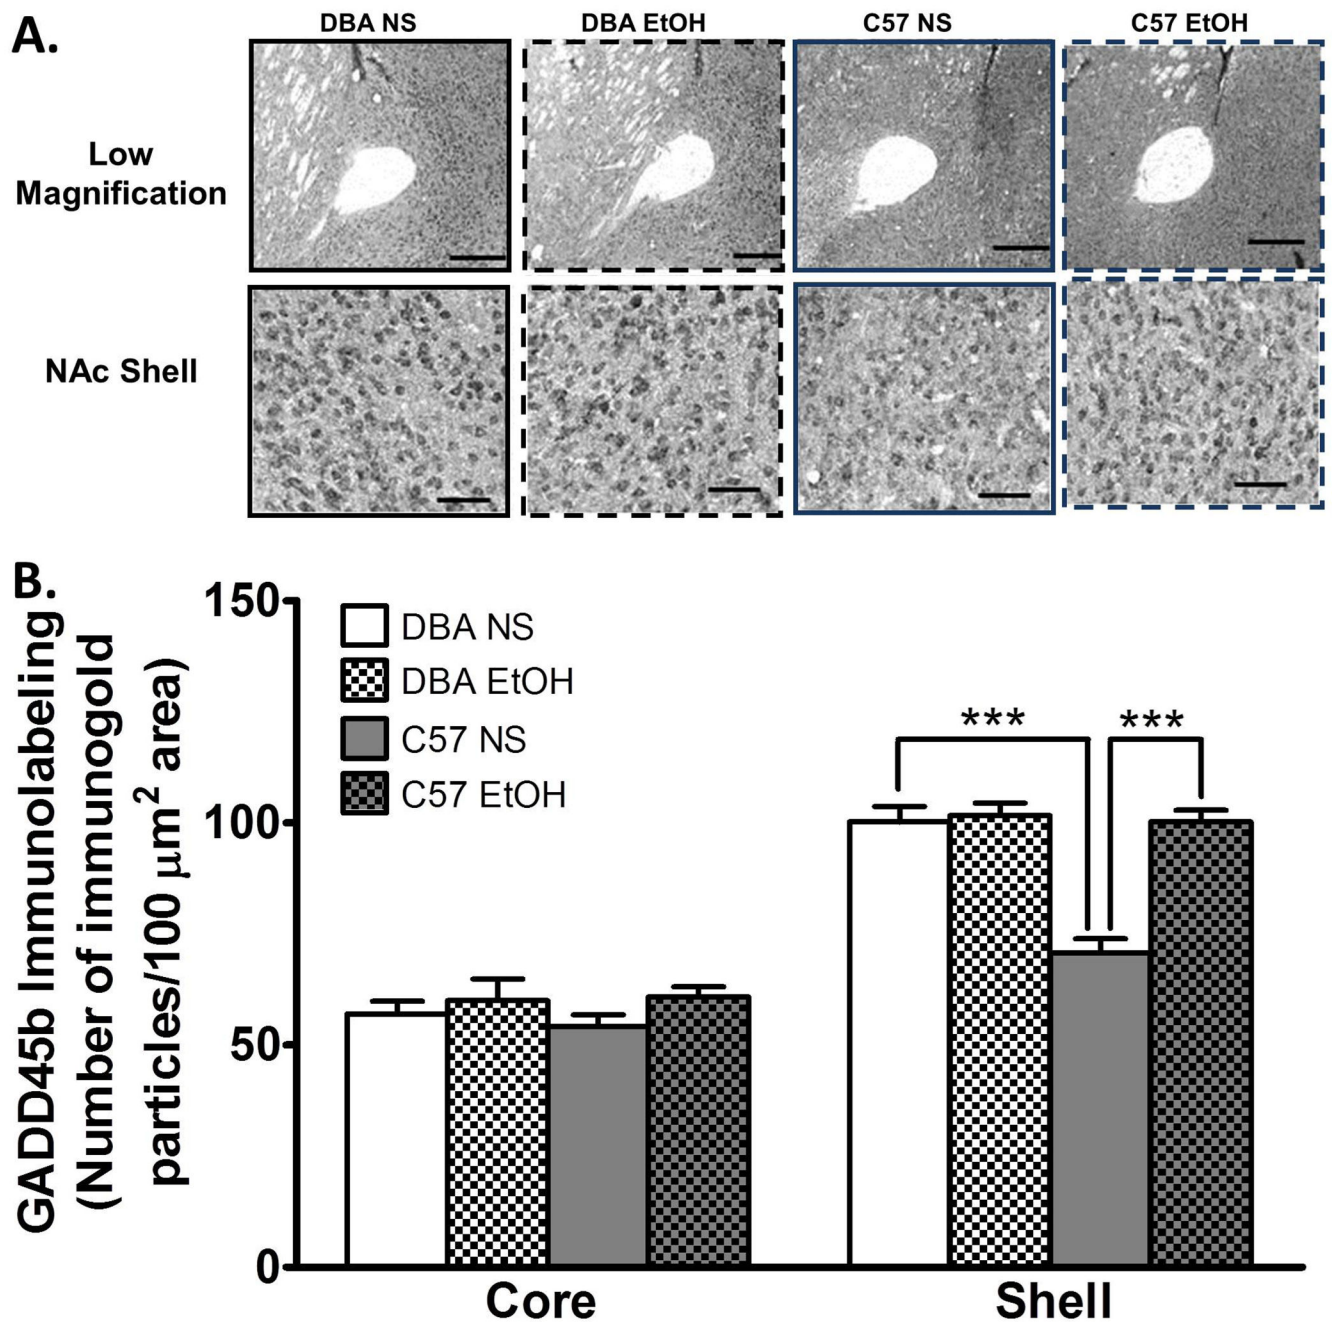 A.
DBA NS
DBA EtOH
C57 NS
C57 EtOH
Low
Magnification
NAc Shell
B.
GADD45b Immunolabeling
(Number of immunogold
particles/100 μm² area)
150
100
50
0
DBA NS
DBA EtOH
C57 NS
C57 EtOH
***
***
Core
Shell